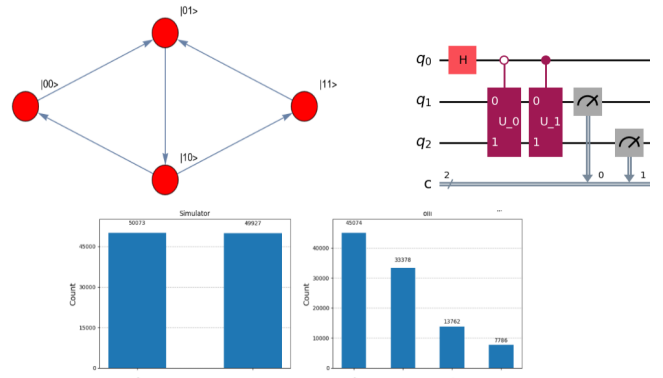 |01>
|00>
|11>
|10>
q0 H
q1 0 0
U_0 U_1
q2 1 1
c 2 0 1
Simulator
50073 49927
45000
30000
15000
0
Count
45074
33378
13762
7786
40000
30000
20000
10000
0
Count